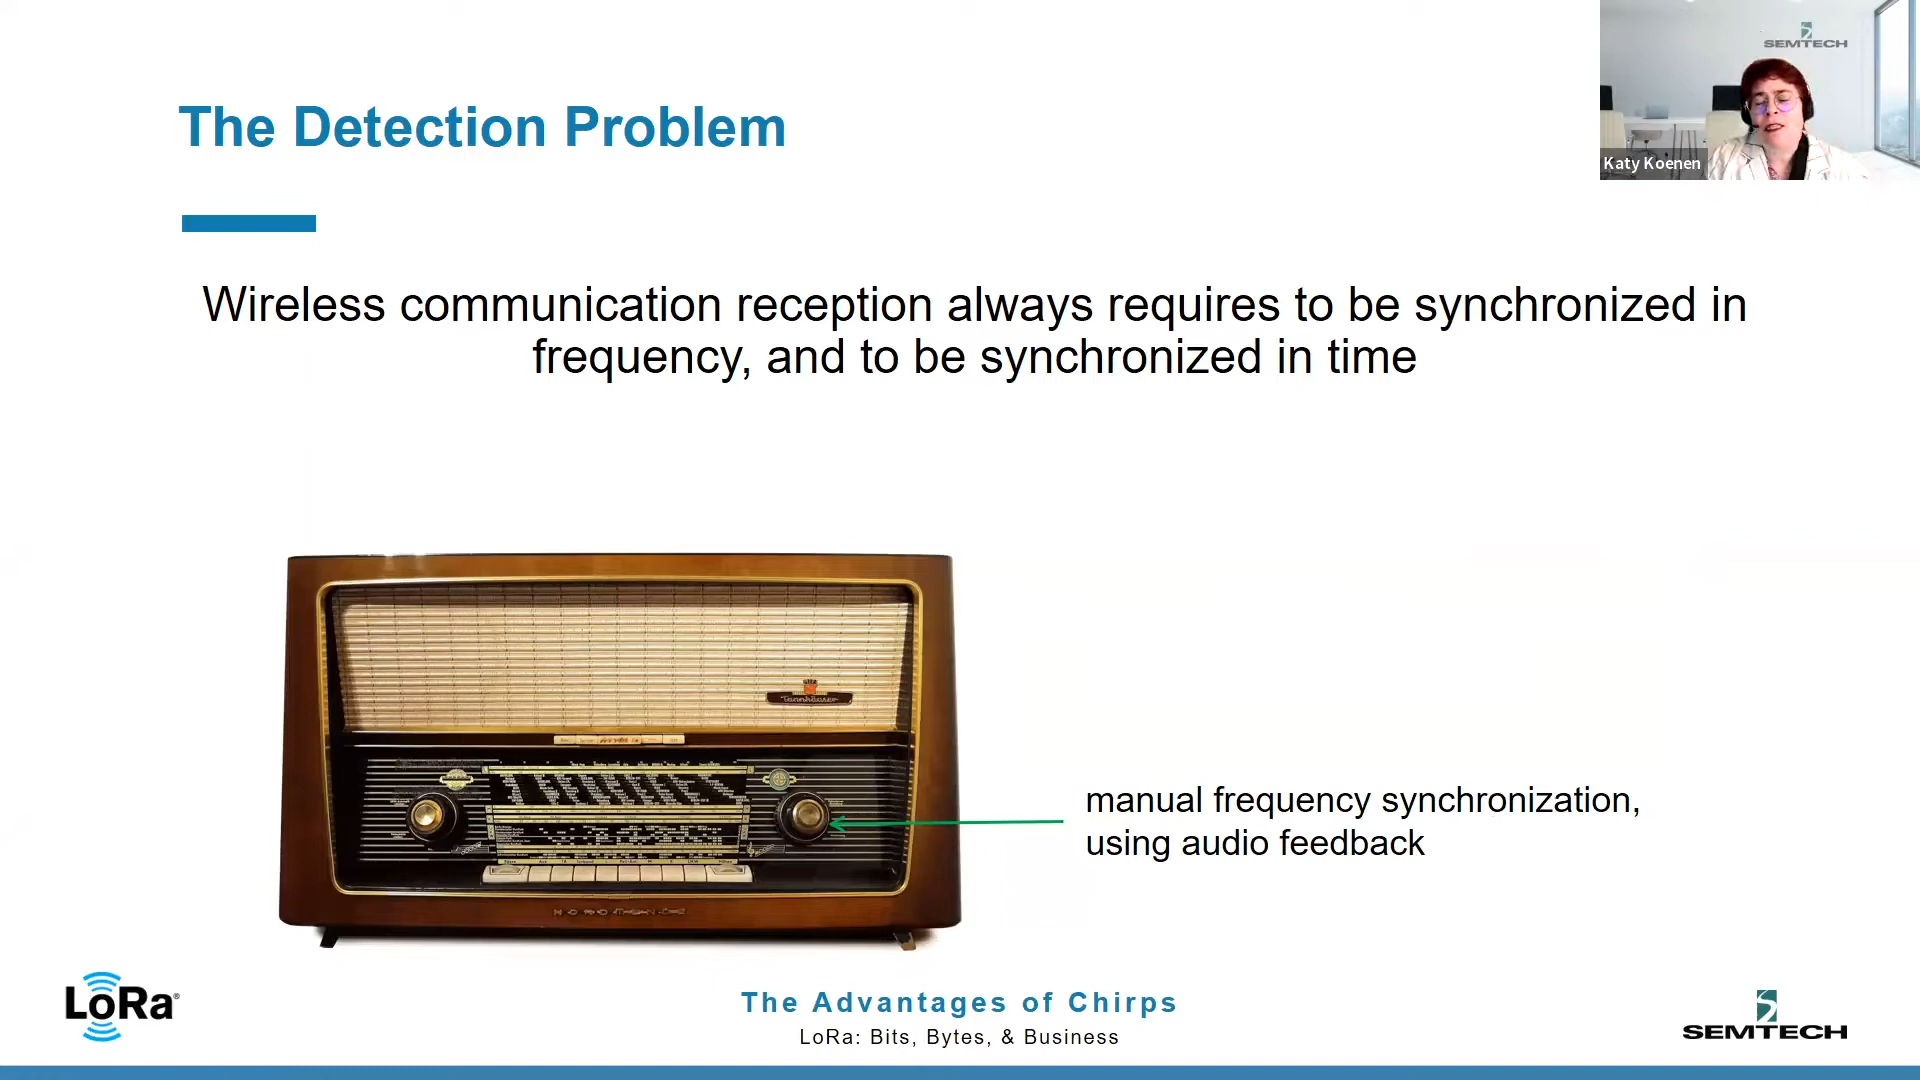 SEMTECH
The Detection Problem
Katy Koenen
Wireless communication reception always requires to be synchronized in
frequency, and to be synchronized in time
Tannhäuser
manual frequency synchronization,
using audio feedback
LoRa®
The Advantages of Chirps
LoRa: Bits, Bytes, & Business
SEMTECH